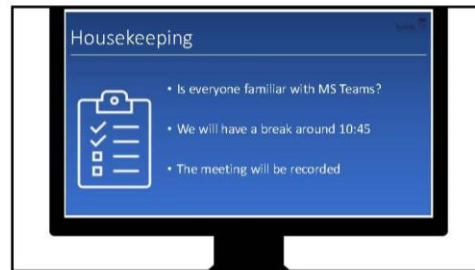 Housekeeping
• Is everyone familiar with MS Teams?
• We will have a break around 10:45
• The meeting will be recorded